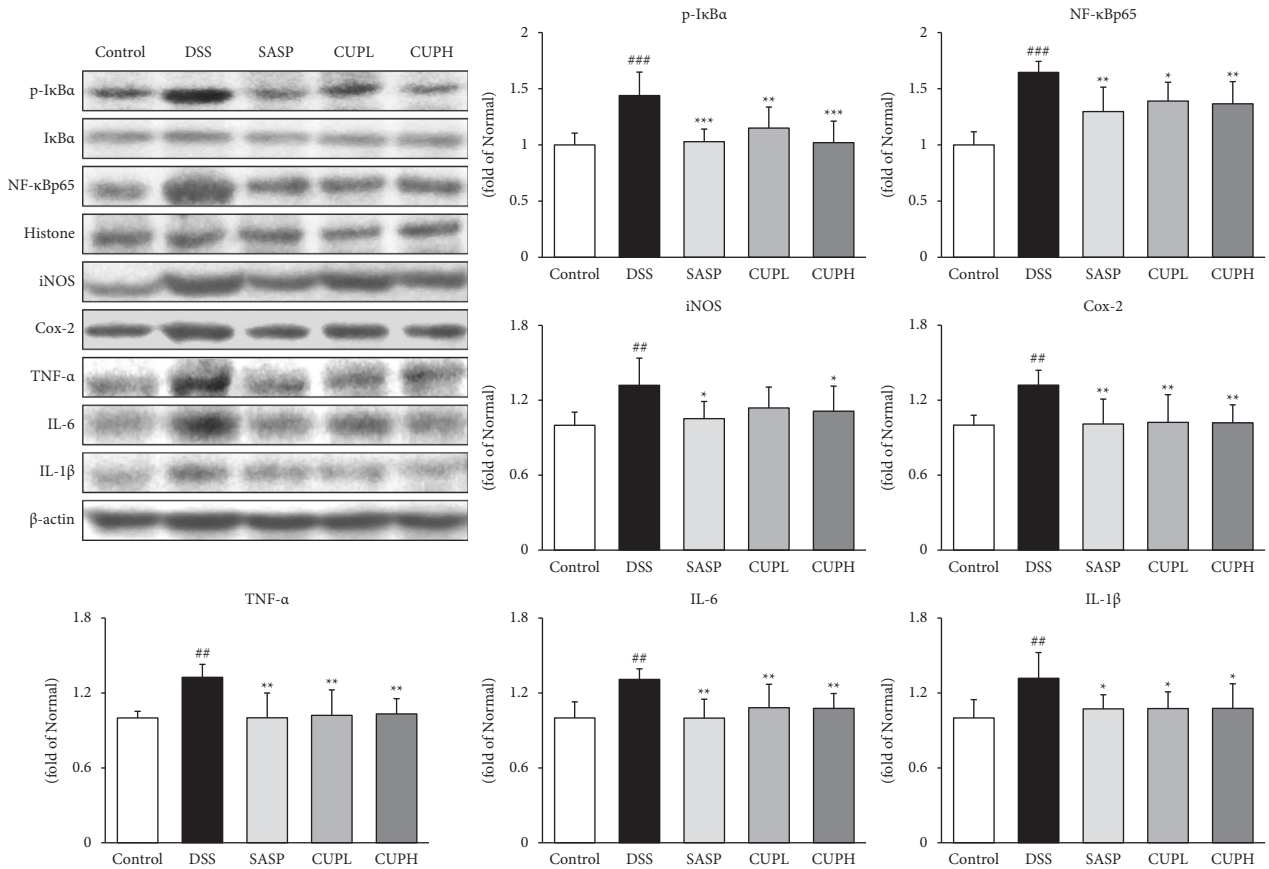 Control DSS SASP CUPL CUPH
p-IκBα
IκBα
NF-κBp65
Histone
iNOS
Cox-2
TNF-α
IL-6
IL-1β
β-actin
p-IκBα
2
1.5
1
0.5
0
(fold of Normal)
###
***
**
***
Control DSS SASP CUPL CUPH
NF-κBp65
2
1.5
1
0.5
0
(fold of Normal)
###
**
*
**
Control DSS SASP CUPL CUPH
iNOS
1.8
1.2
0.6
0
(fold of Normal)
##
*
*
Control DSS SASP CUPL CUPH
Cox-2
1.8
1.2
0.6
0
(fold of Normal)
##
**
**
**
Control DSS SASP CUPL CUPH
TNF-α
1.8
1.2
0.6
0
(fold of Normal)
##
**
**
**
Control DSS SASP CUPL CUPH
IL-6
1.8
1.2
0.6
0
(fold of Normal)
##
**
**
**
Control DSS SASP CUPL CUPH
IL-1β
1.8
1.2
0.6
0
(fold of Normal)
##
*
*
*
Control DSS SASP CUPL CUPH